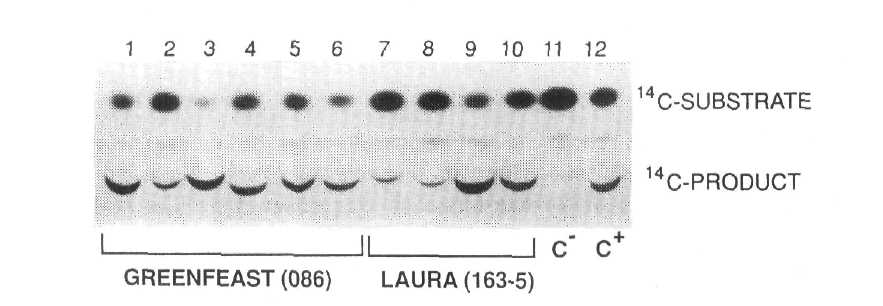 1 2 3 4 5 6 7 8 9 10 11 12
¹⁴C-SUBSTRATE
¹⁴C-PRODUCT
GREENFEAST (086) LAURA (163-5) C⁻ C⁺